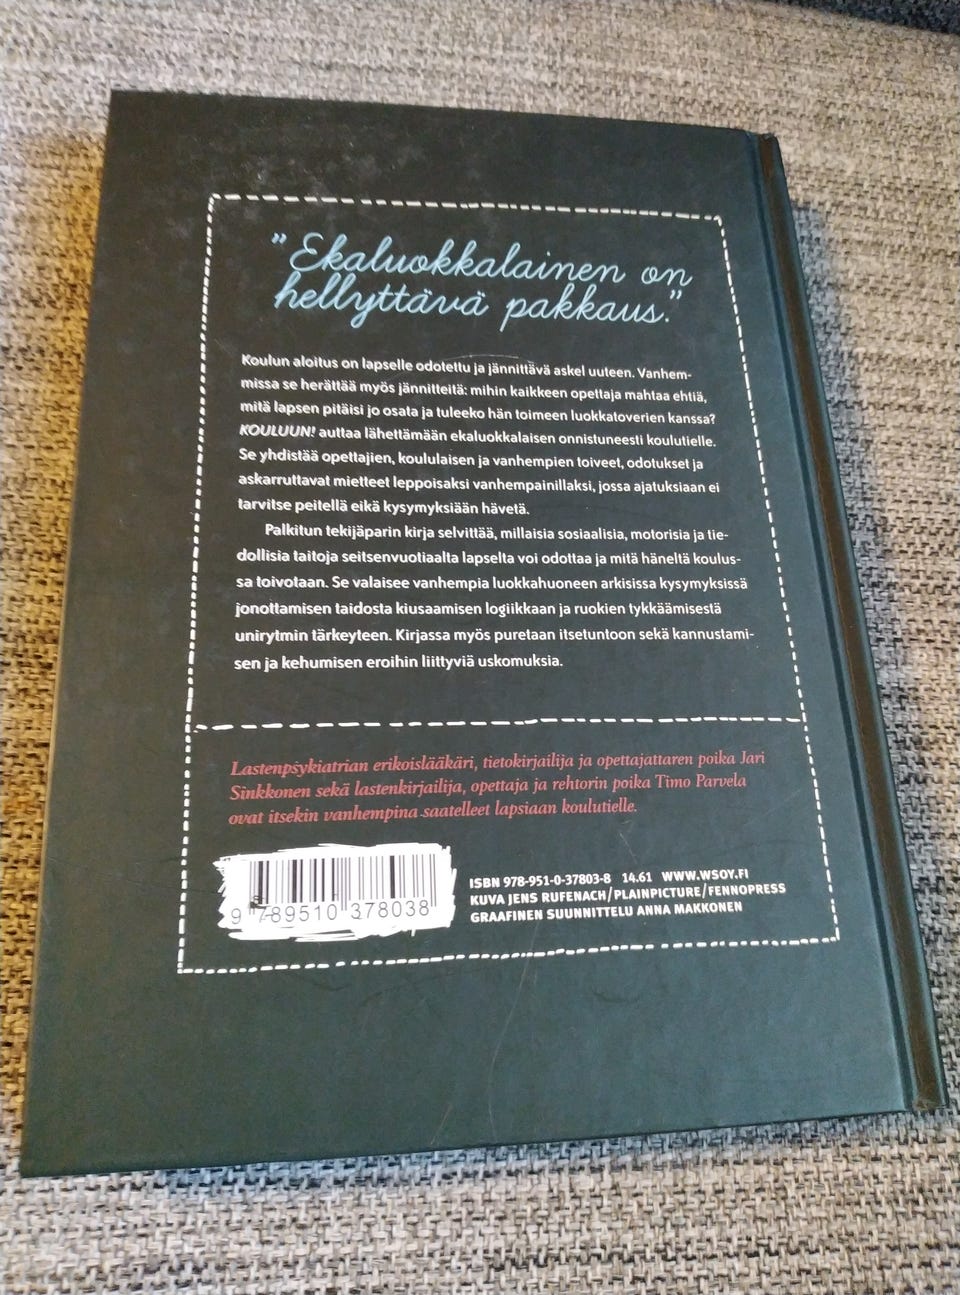 "Ekaluokkalainen on
hellyttävä pakkaus."
Koulun aloitus on lapselle odotettu ja jännittävä askel uuteen. Vanhem-
missa se herättää myös jännitteitä: mihin kaikkeen opettaja mahtaa ehtiä,
mitä lapsen pitäisi jo osata ja tuleeko hän toimeen luokkatoverien kanssa?
KOULUUN! auttaa lähettämään ekaluokkalaisen onnistuneesti koulutielle.
Se yhdistää opettajien, koululaisen ja vanhempien toiveet, odotukset ja
askarruttavat mietteet leppoisaksi vanhempainillaksi, jossa ajatuksiaan ei
tarvitse peitellä eikä kysymyksiään hävetä.
Palkitun tekijäparin kirja selvittää, millaisia sosiaalisia, motorisia ja tie-
dollisia taitoja seitsenvuotiaalta lapselta voi odottaa ja mitä häneltä koulus-
sa toivotaan. Se valaisee vanhempia luokkahuoneen arkisissa kysymyksissä
jonottamisen taidosta kiusaamisen logiikkaan ja ruokien tykkäämisestä
unirytmin tärkeyteen. Kirjassa myös puretaan itsetuntoon sekä kannustami-
sen ja kehumisen eroihin liittyviä uskomuksia.
Lastenpsykiatrian erikoislääkäri, tietokirjailija ja opettajattaren poika Jari
Sinkkonen sekä lastenkirjailija, opettaja ja rehtorin poika Timo Parvela
ovat itsekin vanhempina saatelleet lapsiaan koulutielle.
9 789510 378038
ISBN 978-951-0-37803-8 14.61 WWW.WSOY.FI
KUVA JENS RUFENACH/PLAINPICTURE/FENNOPRESS
GRAAFINEN SUUNNITTELU ANNA MAKKONEN